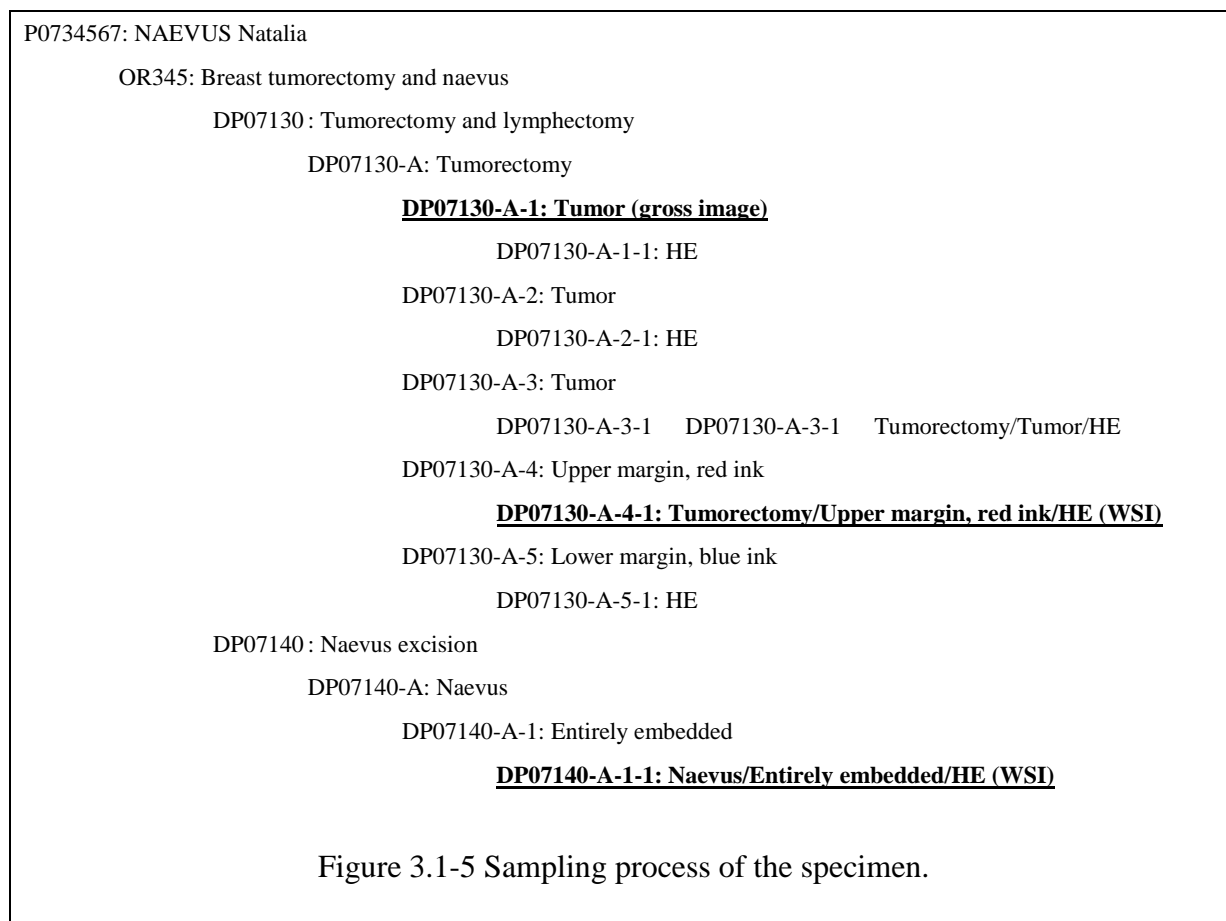 P0734567: NAEVUS Natalia
OR345: Breast tumorectomy and naevus
DP07130 : Tumorectomy and lymphectomy
DP07130-A: Tumorectomy
DP07130-A-1: Tumor (gross image)
DP07130-A-1-1: HE
DP07130-A-2: Tumor
DP07130-A-2-1: HE
DP07130-A-3: Tumor
DP07130-A-3-1 DP07130-A-3-1 Tumorectomy/Tumor/HE
DP07130-A-4: Upper margin, red ink
DP07130-A-4-1: Tumorectomy/Upper margin, red ink/HE (WSI)
DP07130-A-5: Lower margin, blue ink
DP07130-A-5-1: HE
DP07140 : Naevus excision
DP07140-A: Naevus
DP07140-A-1: Entirely embedded
DP07140-A-1-1: Naevus/Entirely embedded/HE (WSI)
Figure 3.1-5 Sampling process of the specimen.